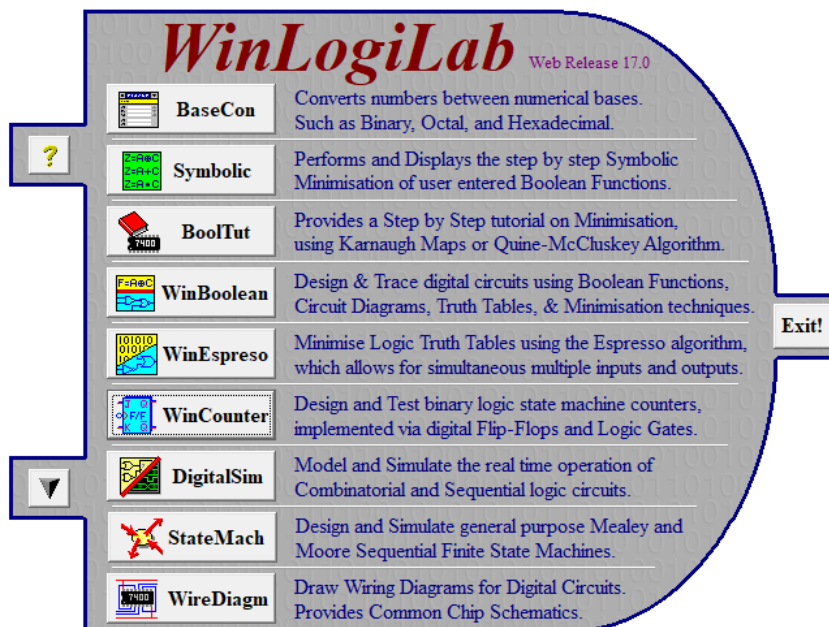 WinLogiLab Web Release 17.0
BaseCon
Converts numbers between numerical bases.
Such as Binary, Octal, and Hexadecimal.
?
Z=A⊕C
Z=A+C
Z=A•C
Symbolic
Performs and Displays the step by step Symbolic
Minimisation of user entered Boolean Functions.
7400
BoolTut
Provides a Step by Step tutorial on Minimisation,
using Karnaugh Maps or Quine-McCluskey Algorithm.
F=A⊕C
WinBoolean
Design & Trace digital circuits using Boolean Functions,
Circuit Diagrams, Truth Tables, & Minimisation techniques.
Exit!
101010
WinEspreso
Minimise Logic Truth Tables using the Espresso algorithm,
which allows for simultaneous multiple inputs and outputs.
J Q
F/F
K Q
WinCounter
Design and Test binary logic state machine counters,
implemented via digital Flip-Flops and Logic Gates.
DigitalSim
Model and Simulate the real time operation of
Combinatorial and Sequential logic circuits.
StateMach
Design and Simulate general purpose Mealey and
Moore Sequential Finite State Machines.
7400
WireDiagm
Draw Wiring Diagrams for Digital Circuits.
Provides Common Chip Schematics.